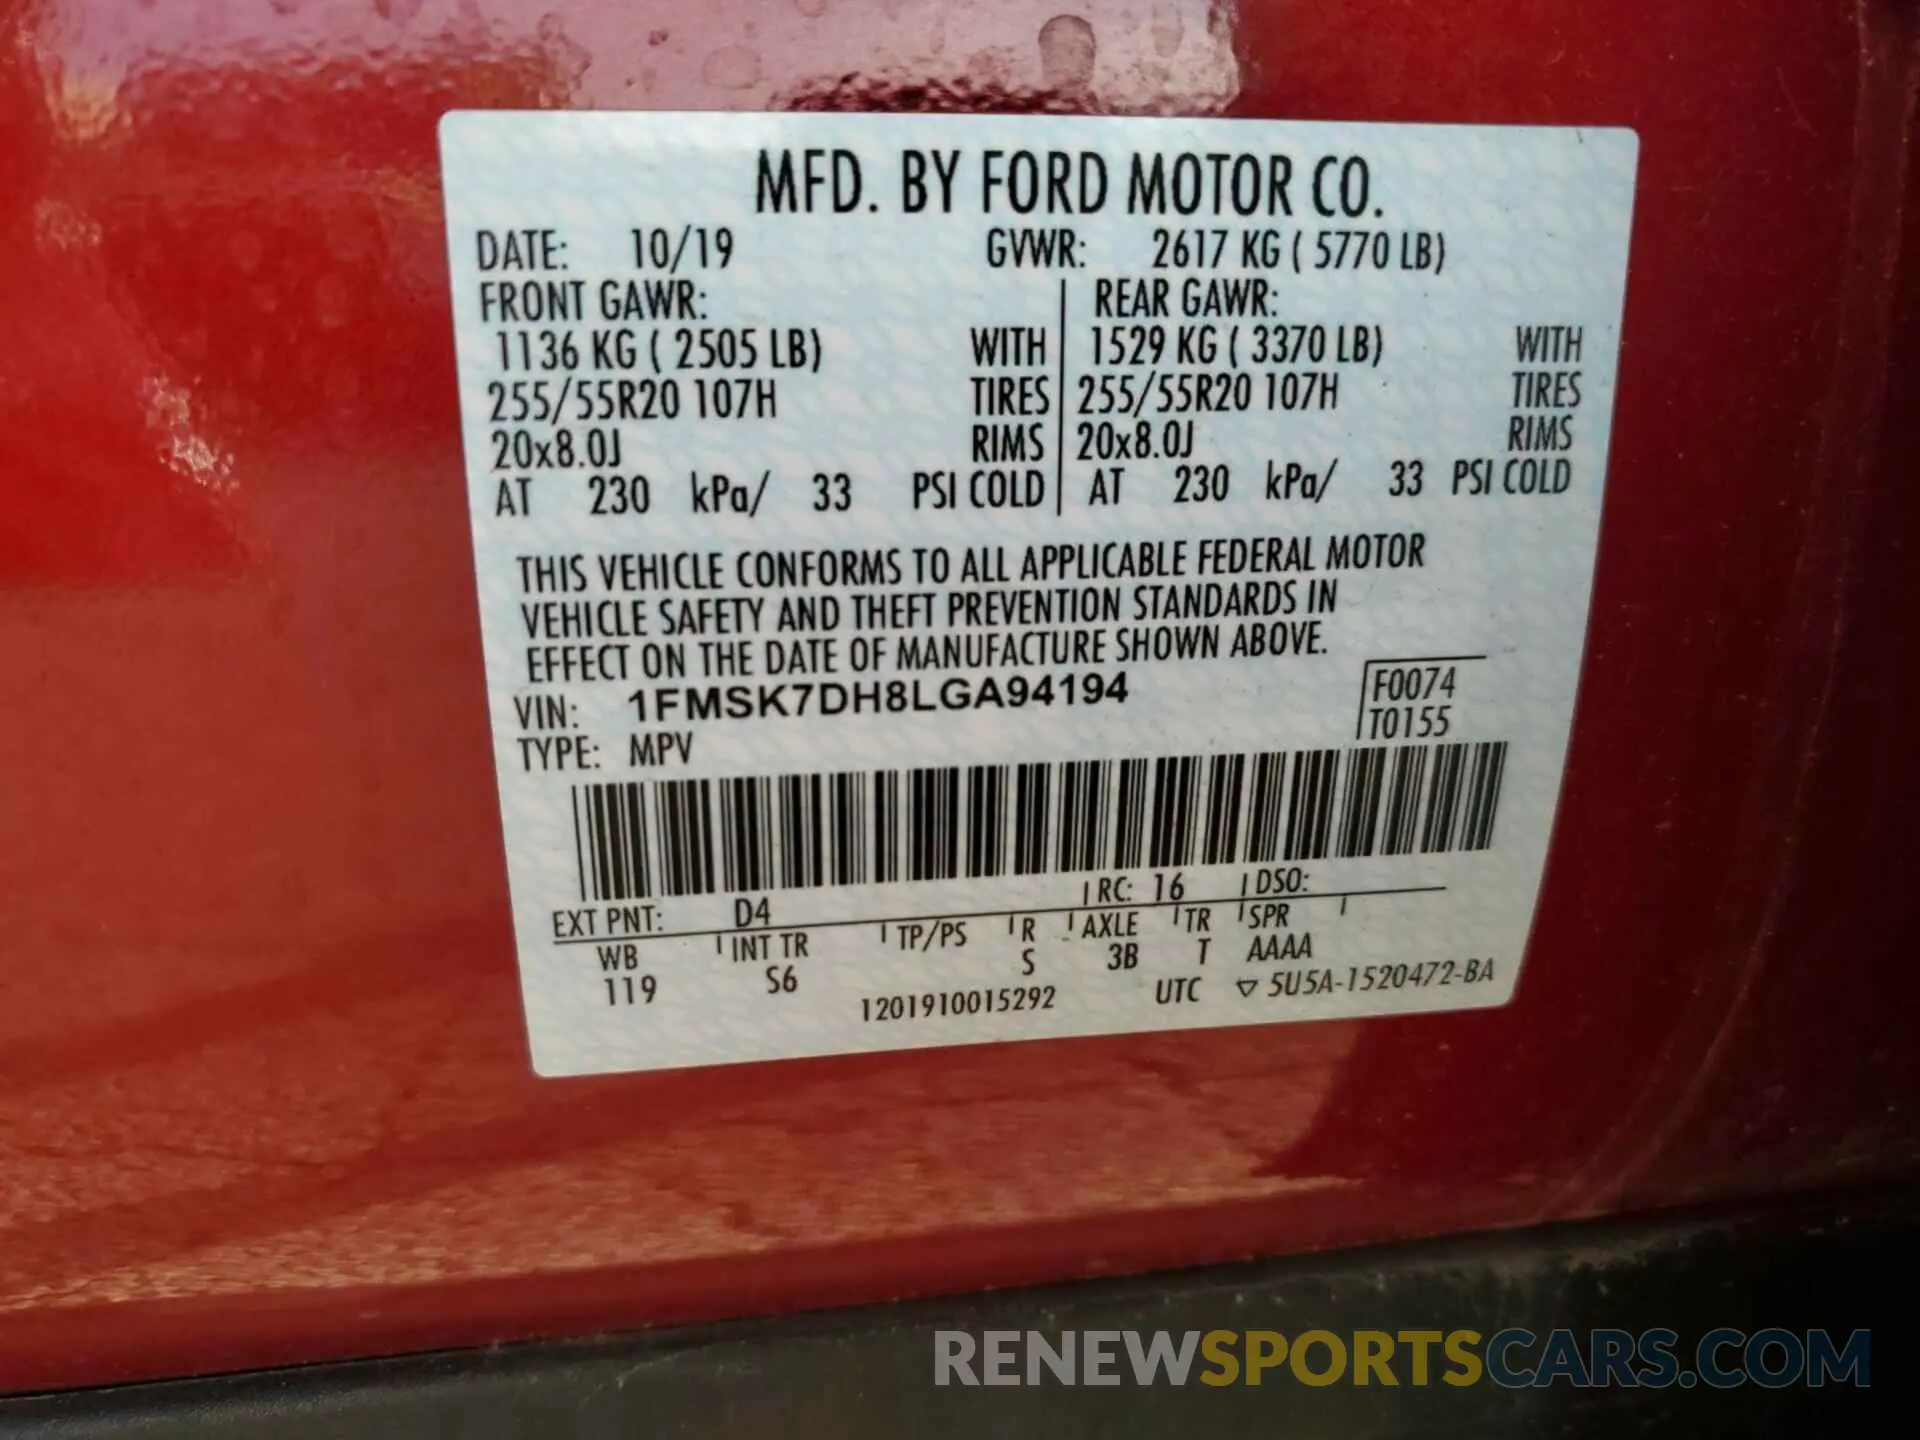 MFD. BY FORD MOTOR CO.
DATE: 10/19 GVWR: 2617 KG ( 5770 LB)
FRONT GAWR: REAR GAWR:
1136 KG ( 2505 LB) WITH 1529 KG ( 3370 LB) WITH
255/55R20 107H TIRES 255/55R20 107H TIRES
20x8.0J RIMS 20x8.0J RIMS
AT 230 kPa/ 33 PSI COLD AT 230 kPa/ 33 PSI COLD
THIS VEHICLE CONFORMS TO ALL APPLICABLE FEDERAL MOTOR
VEHICLE SAFETY AND THEFT PREVENTION STANDARDS IN
EFFECT ON THE DATE OF MANUFACTURE SHOWN ABOVE.
VIN: 1FMSK7DH8LGA94194 F0074
TYPE: MPV T0155
EXT PNT: D4 RC: 16 DSO:
WB INT TR TP/PS R AXLE TR SPR
119 S6 S 3B T AAAA
1201910015292 UTC ▽ 5U5A-1520472-BA
RENEWSPORTSCARS.COM